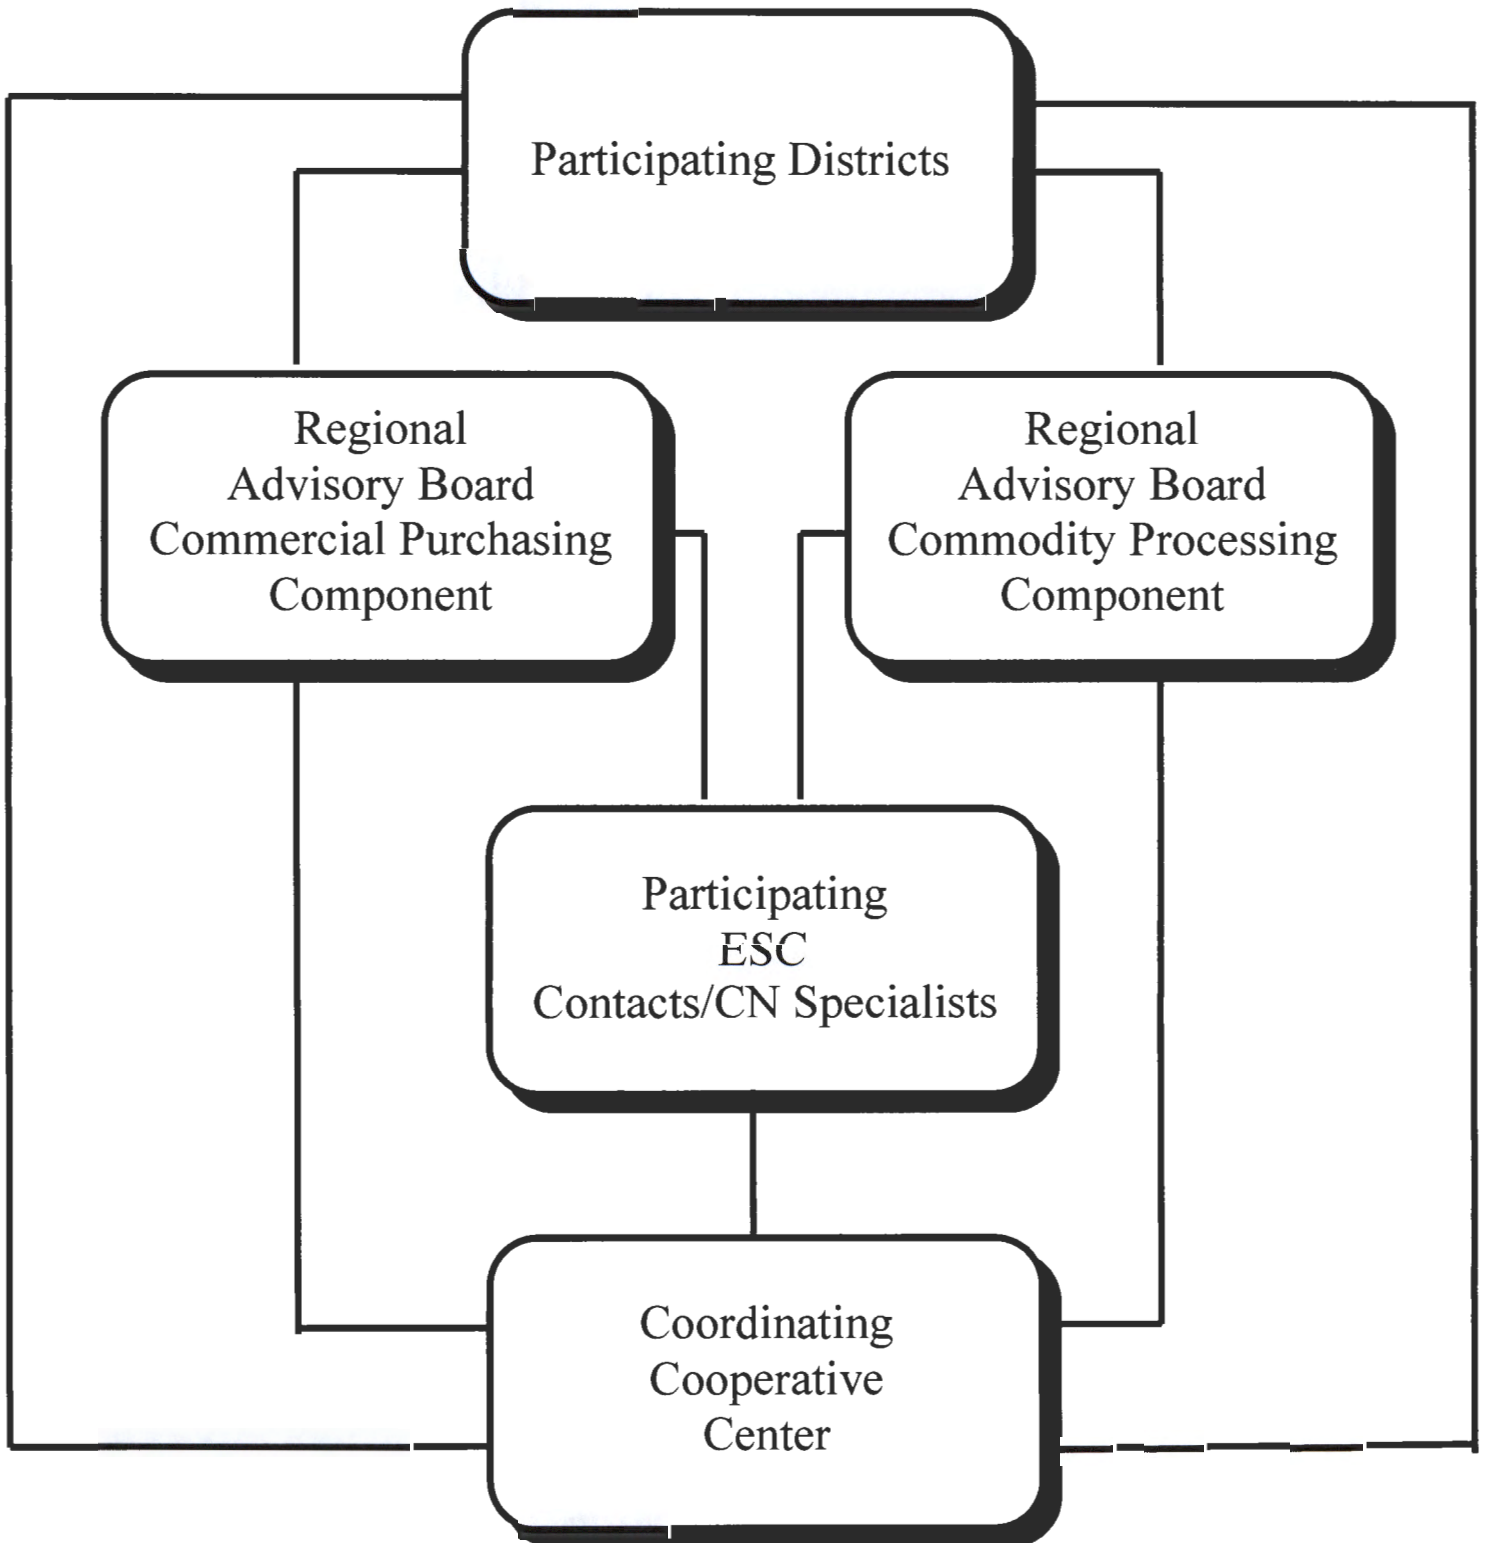 Participating Districts
Regional
Advisory Board
Commercial Purchasing
Component
Regional
Advisory Board
Commodity Processing
Component
Participating
ESC
Contacts/CN Specialists
Coordinating
Cooperative
Center